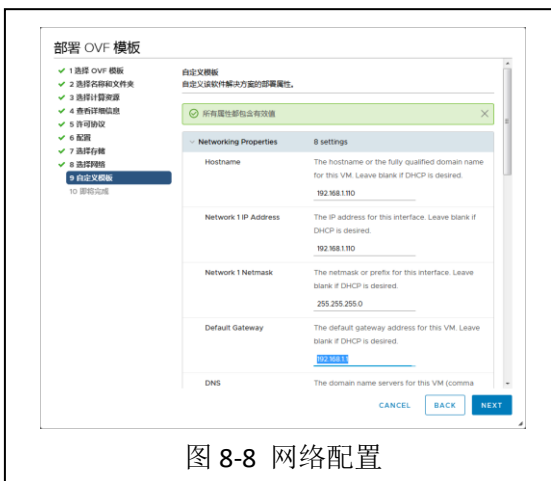 部署 OVF 模板
1 选择 OVF 模板
2 选择名称和文件夹
3 选择计算资源
4 查看详细信息
5 许可协议
6 配置
7 选择存储
8 选择网络
9 自定义模板
10 即将完成
自定义模板
自定义该软件解决方案的部署属性。
所有属性都包含有效值
Networking Properties 8 settings
Hostname The hostname or the fully qualified domain name
for this VM. Leave blank if DHCP is desired.
192.168.1.110
Network 1 IP Address The IP address for this interface. Leave blank if
DHCP is desired.
192.168.1.110
Network 1 Netmask The netmask or prefix for this interface. Leave
blank if DHCP is desired.
255.255.255.0
Default Gateway The default gateway address for this VM. Leave
blank if DHCP is desired.
192.168.1.1
DNS The domain name servers for this VM (comma
CANCEL BACK NEXT
图 8-8 网络配置